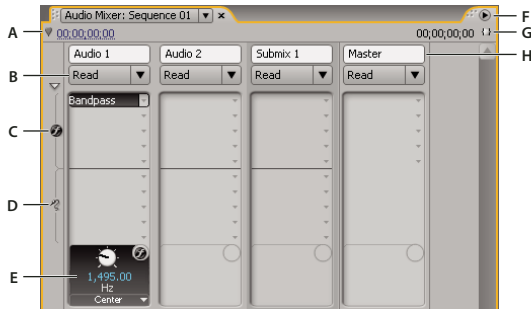 Audio Mixer: Sequence 01
F
A
00;00;00;00
00;00;00;00
G
Audio 1
Audio 2
Submix 1
Master
H
B
Read
Read
Read
Read
Bandpass
C
D
E
1,495.00
Hz
Center